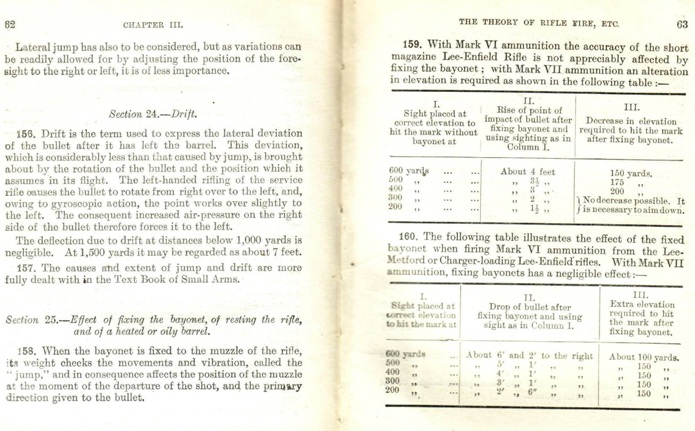 62 CHAPTER III.
Lateral jump has also to be considered, but as variations can
be readily allowed for by adjusting the position of the fore-
sight to the right or left, it is of less importance.
Section 24.—Drift.
156. Drift is the term used to express the lateral deviation
of the bullet after it has left the barrel. This deviation,
which is considerably less than that caused by jump, is brought
about by the rotation of the bullet and the position which it
assumes in its flight. The left-handed rifling of the service
rifle causes the bullet to rotate from right over to the left, and,
owing to gyroscopic action, the point works over slightly to
the left. The consequent increased air-pressure on the right
side of the bullet therefore forces it to the left.
The deflection due to drift at distances below 1,000 yards is
negligible. At 1,500 yards it may be regarded as about 7 feet.
157. The causes and extent of jump and drift are more
fully dealt with in the Text Book of Small Arms.
Section 25.—Effect of fixing the bayonet, of resting the rifle,
and of a heated or oily barrel.
158. When the bayonet is fixed to the muzzle of the rifle,
its weight checks the movements and vibration, called the
"jump," and in consequence affects the position of the muzzle
at the moment of the departure of the shot, and the primary
direction given to the bullet.
THE THEORY OF RIFLE FIRE, ETC. 63
159. With Mark VI ammunition the accuracy of the short
magazine Lee-Enfield Rifle is not appreciably affected by
fixing the bayonet; with Mark VII ammunition an alteration
in elevation is required as shown in the following table :—
I.
Sight placed at
correct elevation to
hit the mark without
bayonet at
II.
Rise of point of
impact of bullet after
fixing bayonet and
using sighting as in
Column I.
III.
Decrease in elevation
required to hit the mark
after fixing bayonet.
600 yards ... ... About 4 feet 150 yards.
500 „ ... ... „ 3½ „ 175 „
400 „ ... ... „ 3 „ 200 „
300 „ ... ... „ 2 „ } No decrease possible. It
200 „ ... ... „ 1½ „ } is necessary to aim down.
160. The following table illustrates the effect of the fixed
bayonet when firing Mark VI ammunition from the Lee-
Metford or Charger-loading Lee-Enfield rifles. With Mark VII
ammunition, fixing bayonets has a negligible effect :—
I.
Sight placed at
correct elevation
to hit the mark at
II.
Drop of bullet after
fixing bayonet and using
sight as in Column I.
III.
Extra elevation
required to hit
the mark after
fixing bayonet.
600 yards ... About 6' and 2' to the right About 100 yards.
500 „ ... „ 5' „ 1' „ „ 150 „
400 „ ... „ 4' „ 1' „ „ 150 „
300 „ ... „ 3' „ 1' „ „ 150 „
200 „ ... „ 2' „ 6" „ „ 150 „